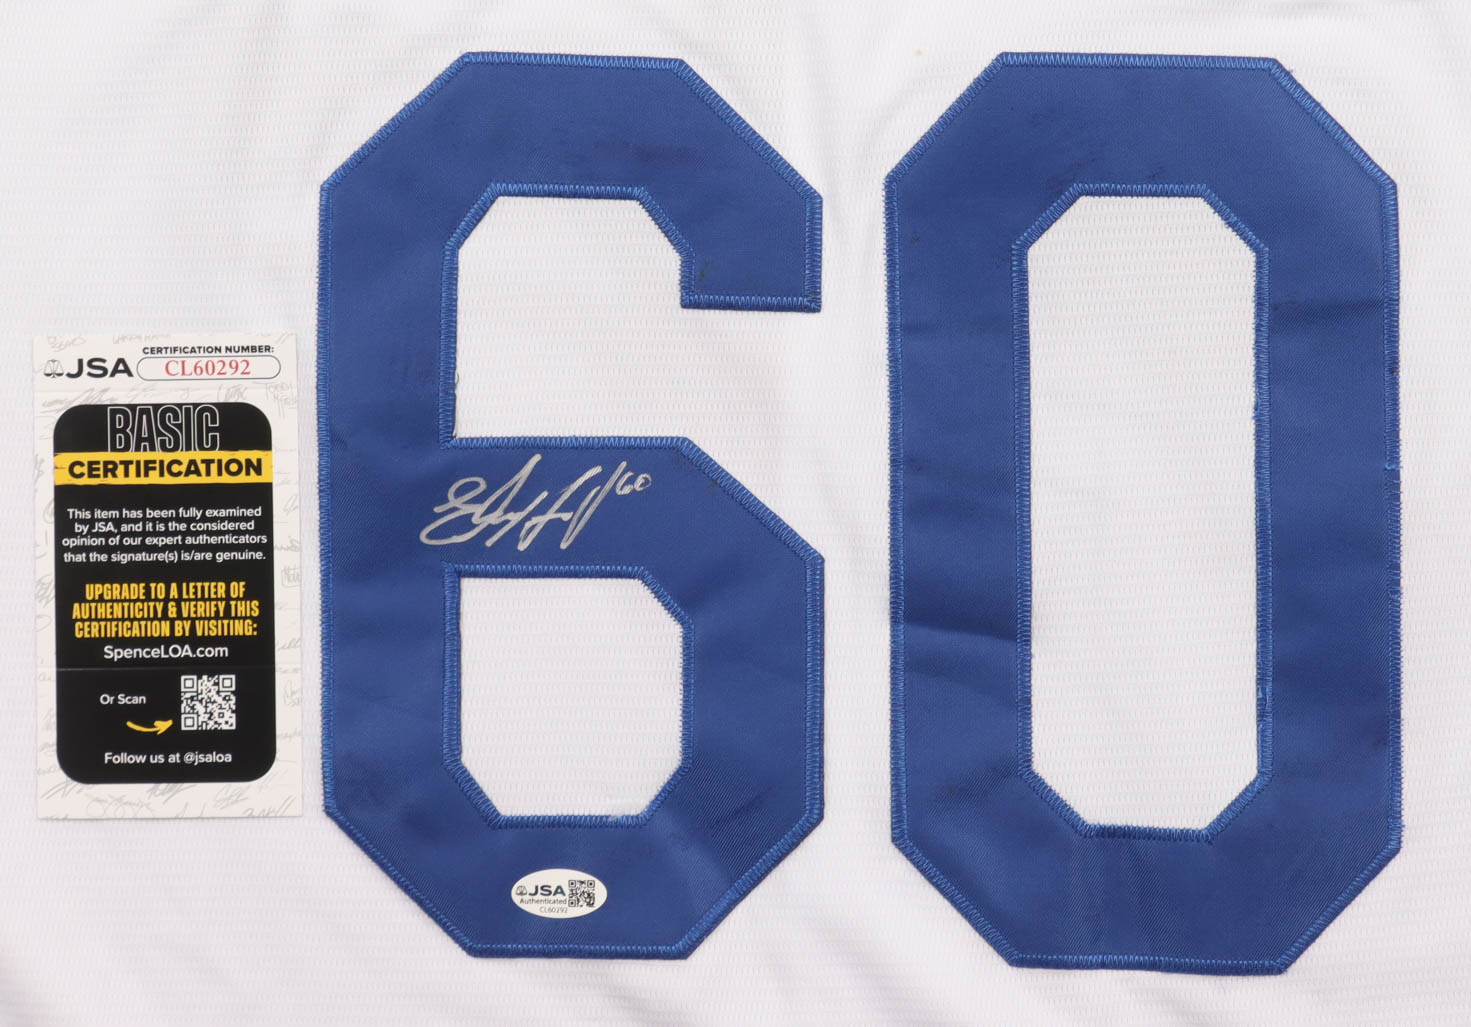 60
JSA
CERTIFICATION NUMBER:
CL60292
BASIC
CERTIFICATION
This item has been fully examined
by JSA, and it is the considered
opinion of our expert authenticators
that the signature(s) is/are genuine.
UPGRADE TO A LETTER OF
AUTHENTICITY & VERIFY THIS
CERTIFICATION BY VISITING:
SpenceLOA.com
Or Scan
Follow us at @jsaloa
60
JSA
Authenticated
CL60292